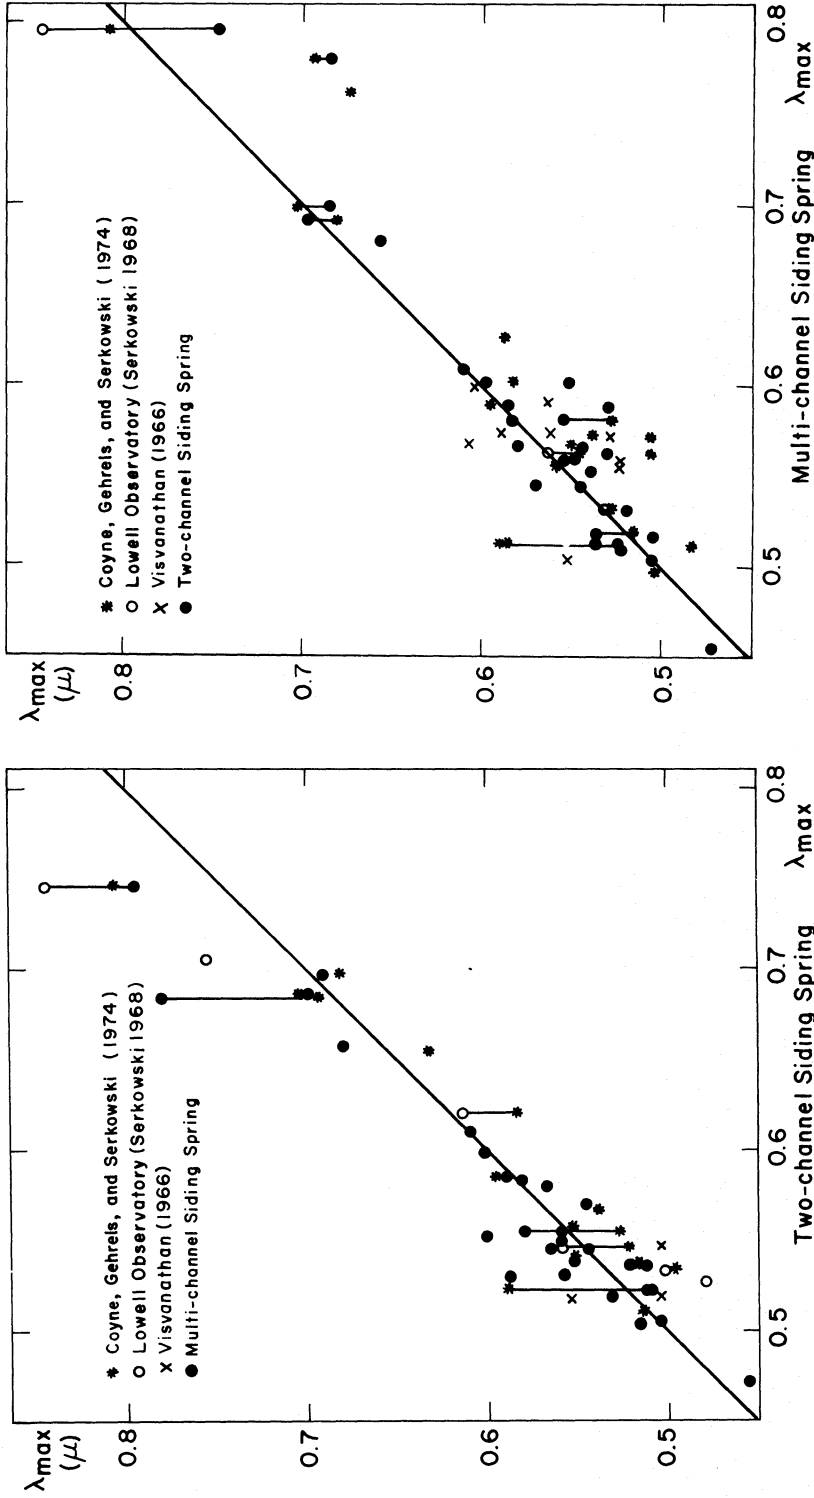 λmax
(μ)
0.8
0.7
0.6
0.5
✱ Coyne, Gehrels, and Serkowski (1974)
○ Lowell Observatory (Serkowski 1968)
× Visvanathan (1966)
● Multi-channel Siding Spring
0.5
0.6
0.7
0.8
Two-channel Siding Spring λmax
λmax
(μ)
0.8
0.7
0.6
0.5
✱ Coyne, Gehrels, and Serkowski (1974)
○ Lowell Observatory (Serkowski 1968)
× Visvanathan (1966)
● Two-channel Siding Spring
0.5
0.6
0.7
0.8
Multi-channel Siding Spring λmax